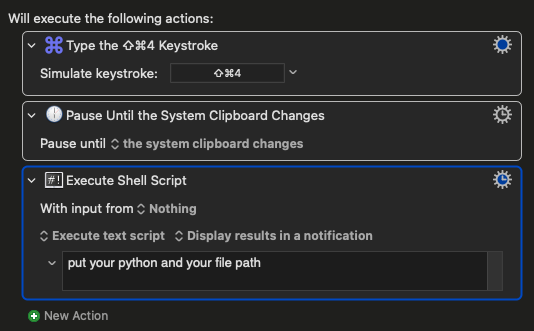 Will execute the following actions:
⌘ Type the ⇧⌘4 Keystroke
Simulate keystroke: ⇧⌘4
Pause Until the System Clipboard Changes
Pause until the system clipboard changes
#! Execute Shell Script
With input from Nothing
Execute text script Display results in a notification
put your python and your file path
New Action